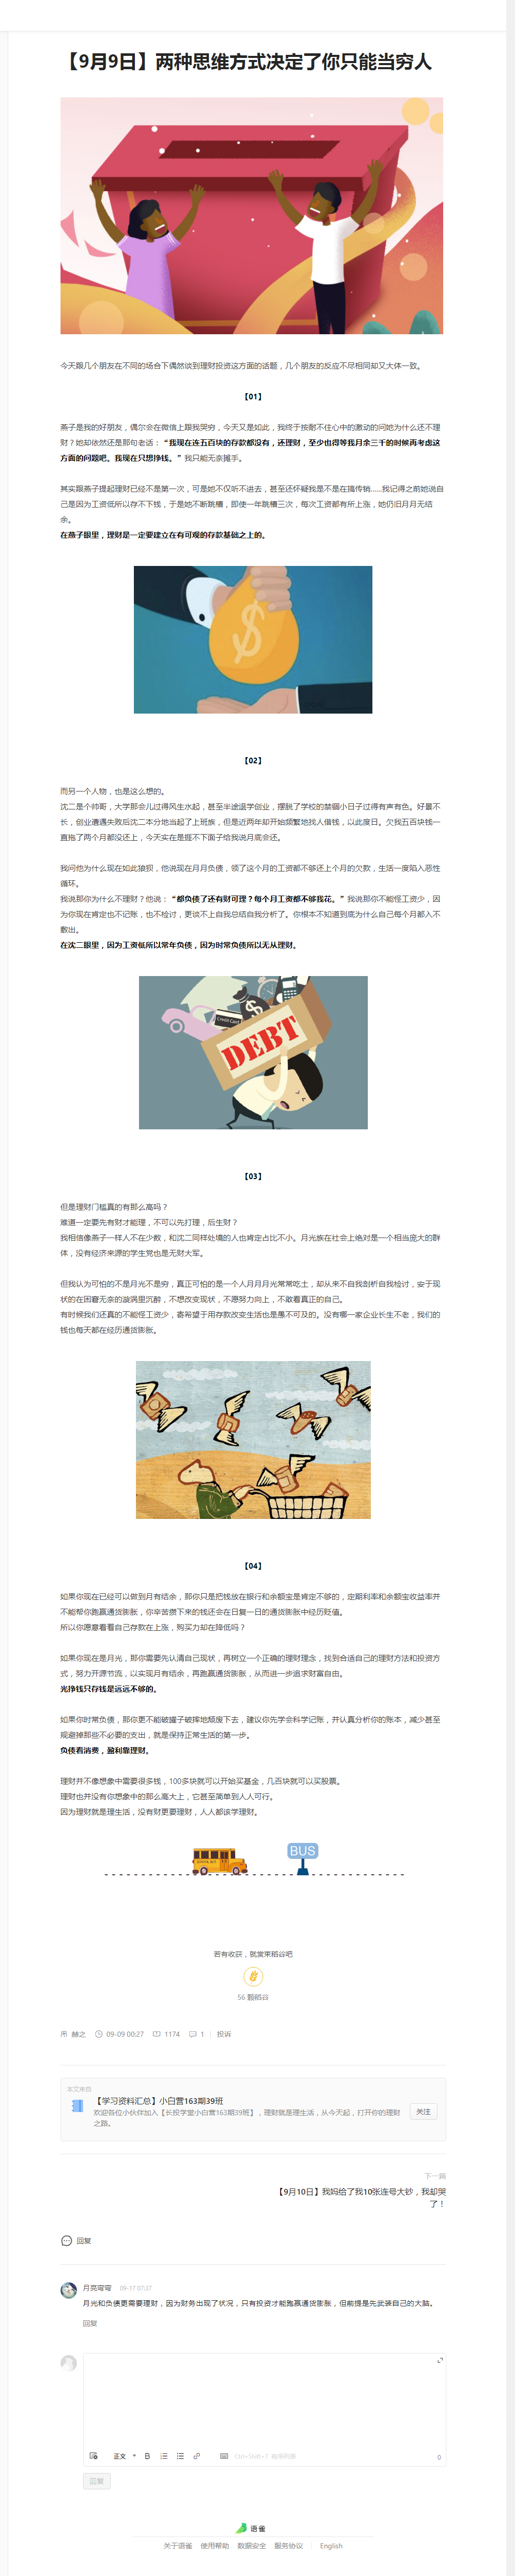 【9月9日】两种思维方式决定了你只能当穷人
今天跟几个朋友在不同的场合下偶然谈到理财投资这方面的话题，几个朋友的反应不尽相同却又大体一致。
【01】
燕子是我的好朋友，偶尔会在微信上跟我哭穷，今天又是如此，我终于按耐不住心中的激动的问她为什么还不理
财？她却依然还是那句老话：“我现在连五百块的存款都没有，还理财，至少也得等我月余三千的时候再考虑这
方面的问题吧。我现在只想挣钱。”我只能无奈摊手。
其实跟燕子提起理财已经不是第一次，可是她不仅听不进去，甚至还怀疑我是不是在搞传销……我记得之前她说自
己是因为工资低所以存不下钱，于是她不断跳槽，即使一年跳槽三次，每次工资都有所上涨，她仍旧月月无结
余。
在燕子眼里，理财是一定要建立在有可观的存款基础之上的。
【02】
而另一个人物，也是这么想的。
沈二是个帅哥，大学那会儿过得风生水起，甚至半途退学创业，摆脱了学校的禁锢小日子过得有声有色。好景不
长，创业遭遇失败后沈二本分地当起了上班族，但是近两年却开始频繁地找人借钱，以此度日。欠我五百块钱一
直拖了两个月都没还上，今天实在是捱不下面子给我说月底会还。
我问他为什么现在如此狼狈，他说现在月月负债，领了这个月的工资都不够还上个月的欠款，生活一度陷入恶性
循环。
我说那你为什么不理财？他说：“都负债了还有财可理？每个月工资都不够我花。”我说那你不能怪工资少，因
为你现在肯定也不记账，也不检讨，更谈不上自我总结自我分析了。你根本不知道到底为什么自己每个月都入不
敷出。
在沈二眼里，因为工资低所以常年负债，因为时常负债所以无从理财。
Credit Card
DEBT
【03】
但是理财门槛真的有那么高吗？
难道一定要先有财才能理，不可以先打理，后生财？
我相信像燕子一样人不在少数，和沈二同样处境的人也肯定占比不小。月光族在社会上绝对是一个相当庞大的群
体，没有经济来源的学生党也是无财大军。
但我认为可怕的不是月光不是穷，真正可怕的是一个人月月月光常常吃土，却从来不自我剖析自我检讨，安于现
状的在困窘无奈的漩涡里沉醉，不想改变现状，不愿努力向上，不敢看真正的自己。
有时候我们还真的不能怪工资少，寄希望于用存款改变生活也是愚不可及的。没有哪一家企业长生不老，我们的
钱也每天都在经历通货膨胀。
【04】
如果你现在已经可以做到月有结余，那你只是把钱放在银行和余额宝是肯定不够的，定期利率和余额宝收益率并
不能帮你跑赢通货膨胀，你辛苦攒下来的钱还会在日复一日的通货膨胀中经历贬值。
所以你愿意看着自己存款在上涨，购买力却在降低吗？
如果你现在是月光，那你需要先认清自己现状，再树立一个正确的理财理念，找到合适自己的理财方法和投资方
式，努力开源节流，以实现月有结余，再跑赢通货膨胀，从而进一步追求财富自由。
光挣钱只存钱是远远不够的。
如果你时常负债，那你更不能破罐子破摔地颓废下去，建议你先学会科学记账，并认真分析你的账本，减少甚至
规避掉那些不必要的支出，就是保持正常生活的第一步。
负债看消费，盈利靠理财。
理财并不像想象中需要很多钱，100多块就可以开始买基金，几百块就可以买股票。
理财也并没有你想象中的那么高大上，它甚至简单到人人可行。
因为理财就是理生活，没有财更要理财，人人都该学理财。
BUS
若有收获，就赏束稻谷吧
56 颗稻谷
赫之 09-09 00:27 1174 1 投诉
本文来自
【学习资料汇总】小白营163期39班
欢迎各位小伙伴加入【长投学堂小白营163期39班】，理财就是理生活，从今天起，打开你的理财
之路。
关注
下一篇
【9月10日】我妈给了我10张连号大钞，我却哭
了！
回复
月亮弯弯 09-17 07:37
月光和负债更需要理财，因为财务出现了状况，只有投资才能跑赢通货膨胀，但前提是先武装自己的大脑。
回复
正文 B Ctrl+Shift+7 有序列表 0
回复
语雀
关于语雀 使用帮助 数据安全 服务协议 English